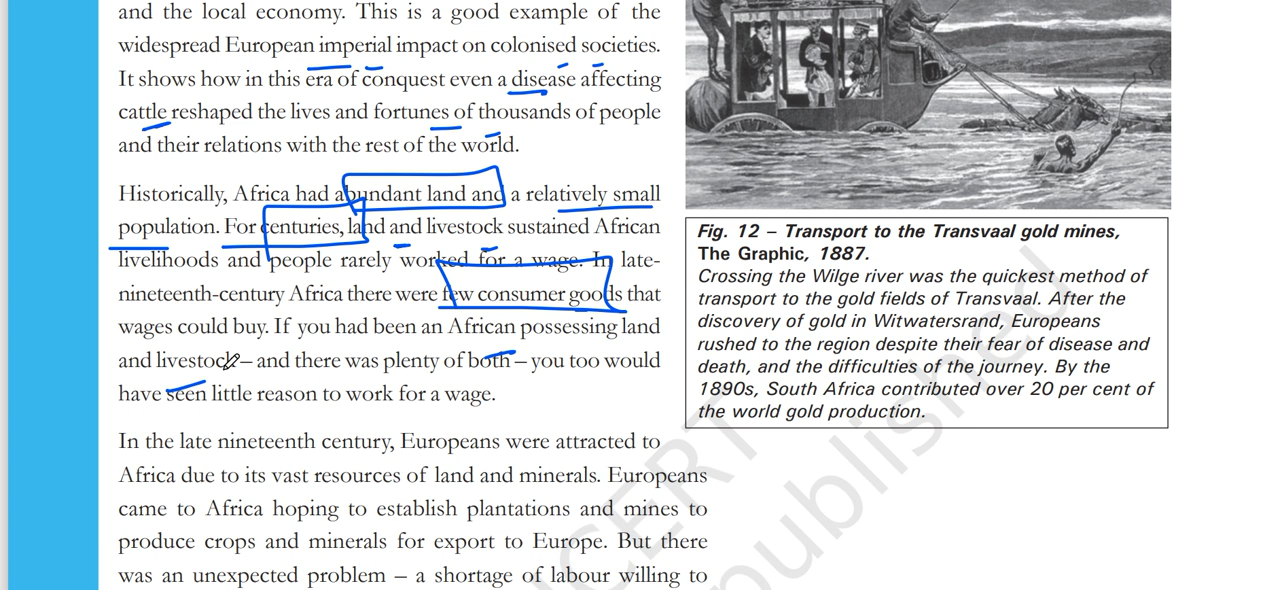 and the local economy. This is a good example of the
widespread European imperial impact on colonised societies.
It shows how in this era of conquest even a disease affecting
cattle reshaped the lives and fortunes of thousands of people
and their relations with the rest of the world.
Historically, Africa had abundant land and a relatively small
population. For centuries, land and livestock sustained African
livelihoods and people rarely worked for a wage. In late-
nineteenth-century Africa there were few consumer goods that
wages could buy. If you had been an African possessing land
and livestock – and there was plenty of both – you too would
have seen little reason to work for a wage.
In the late nineteenth century, Europeans were attracted to
Africa due to its vast resources of land and minerals. Europeans
came to Africa hoping to establish plantations and mines to
produce crops and minerals for export to Europe. But there
was an unexpected problem – a shortage of labour willing to
Fig. 12 – Transport to the Transvaal gold mines,
The Graphic, 1887.
Crossing the Wilge river was the quickest method of
transport to the gold fields of Transvaal. After the
discovery of gold in Witwatersrand, Europeans
rushed to the region despite their fear of disease and
death, and the difficulties of the journey. By the
1890s, South Africa contributed over 20 per cent of
the world gold production.
NCERT
published